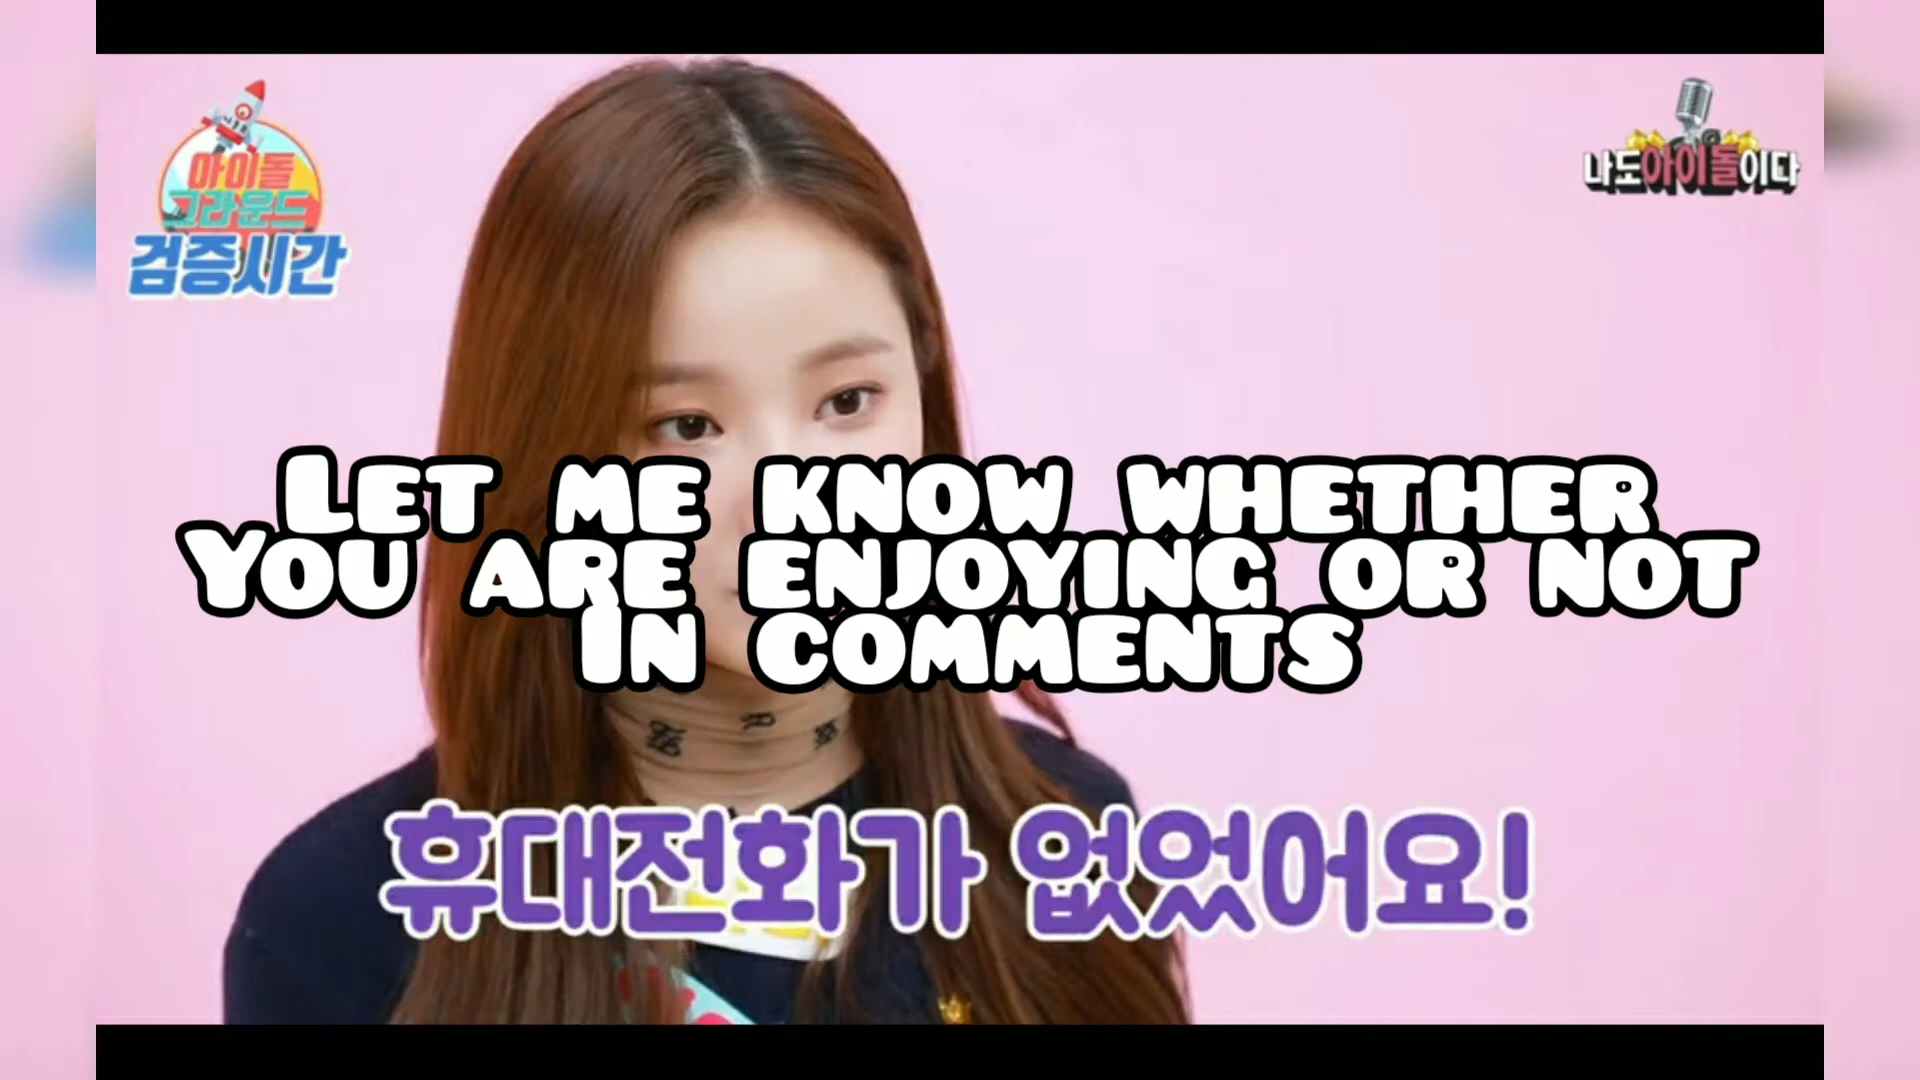 아이돌
그라운드
검증시간
나도아이돌이다
Let me know whether
You are enjoying or not
In comments
휴대전화가 없었어요!